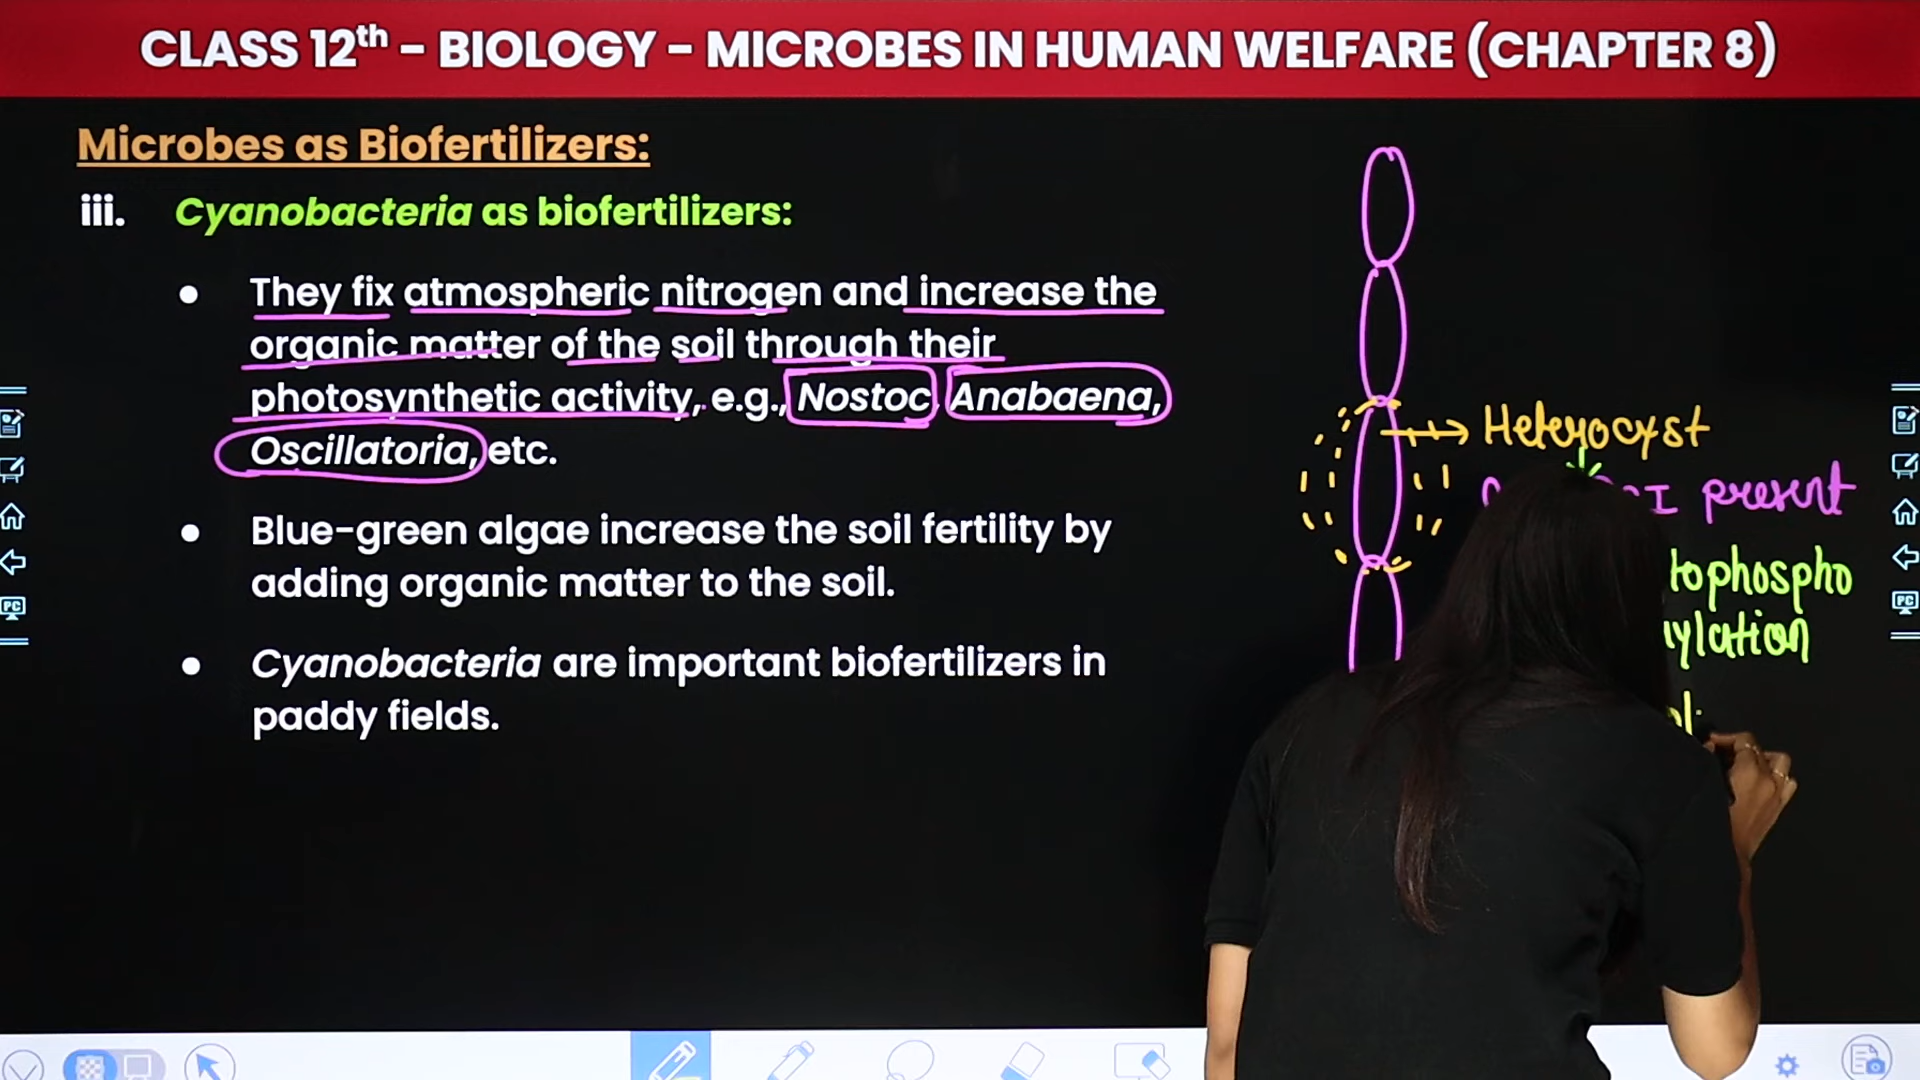 CLASS 12th - BIOLOGY - MICROBES IN HUMAN WELFARE (CHAPTER 8)
Microbes as Biofertilizers:
iii. Cyanobacteria as biofertilizers:
● They fix atmospheric nitrogen and increase the
organic matter of the soil through their
photosynthetic activity, e.g., Nostoc, Anabaena,
Oscillatoria, etc.
● Blue-green algae increase the soil fertility by
adding organic matter to the soil.
● Cyanobacteria are important biofertilizers in
paddy fields.
Heterocyst
I present
tophospho
ylation
PC
PC